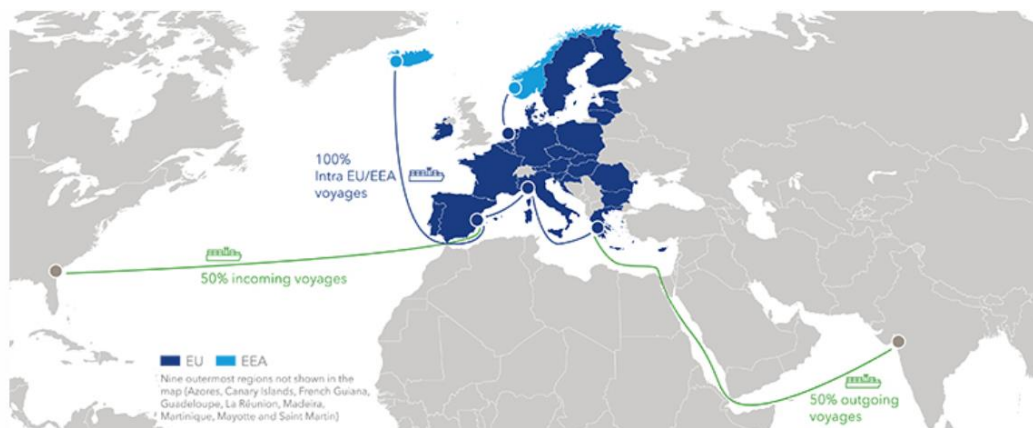 100%
Intra EU/EEA
voyages
50% incoming voyages
EU EEA
Nine outermost regions not shown in the
map (Azores, Canary Islands, French Guiana,
Guadeloupe, La Réunion, Madeira,
Martinique, Mayotte and Saint Martin)
50% outgoing
voyages